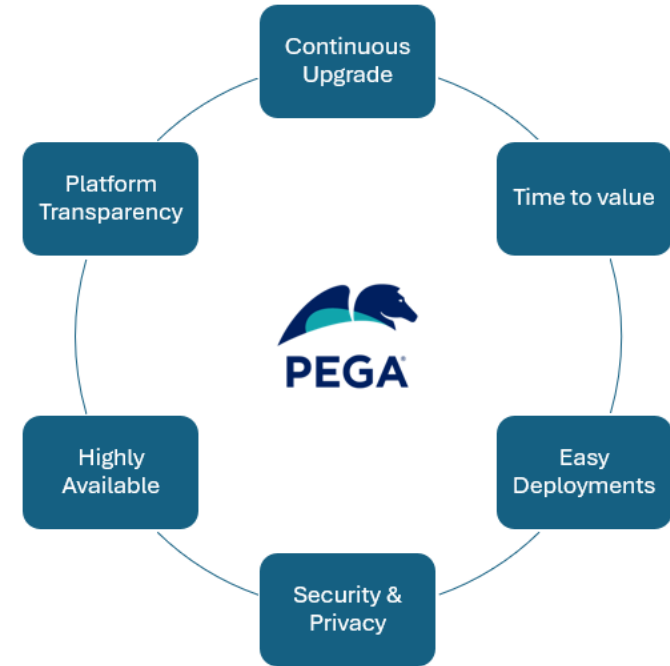 Continuous
Upgrade
Platform
Transparency
Time to value
PEGA
Highly
Available
Easy
Deployments
Security &
Privacy